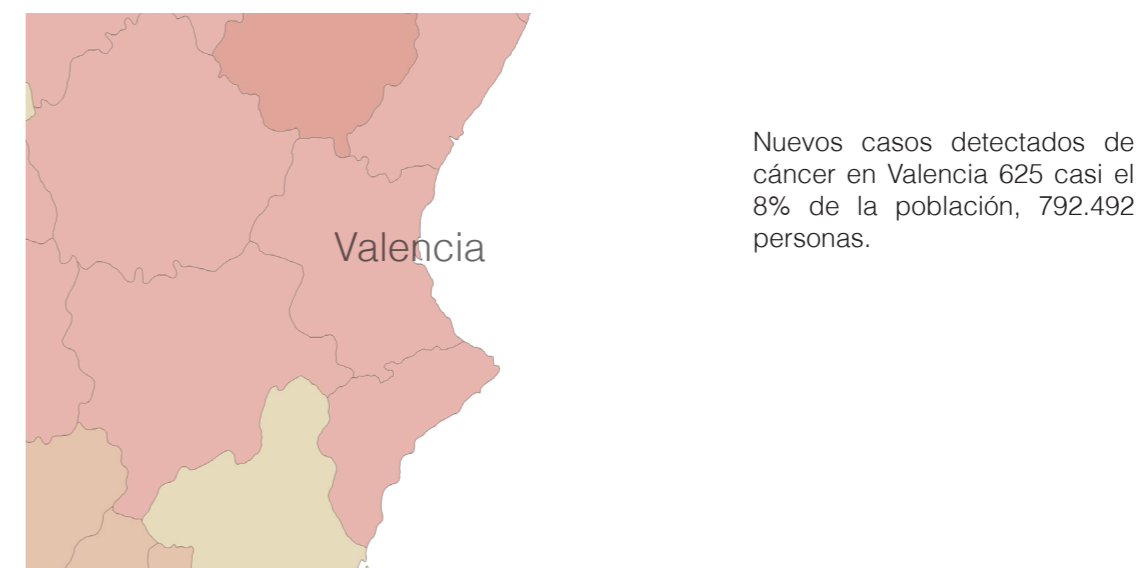 Nuevos casos detectados de
cáncer en Valencia 625 casi el
8% de la población, 792.492
personas.
Valencia